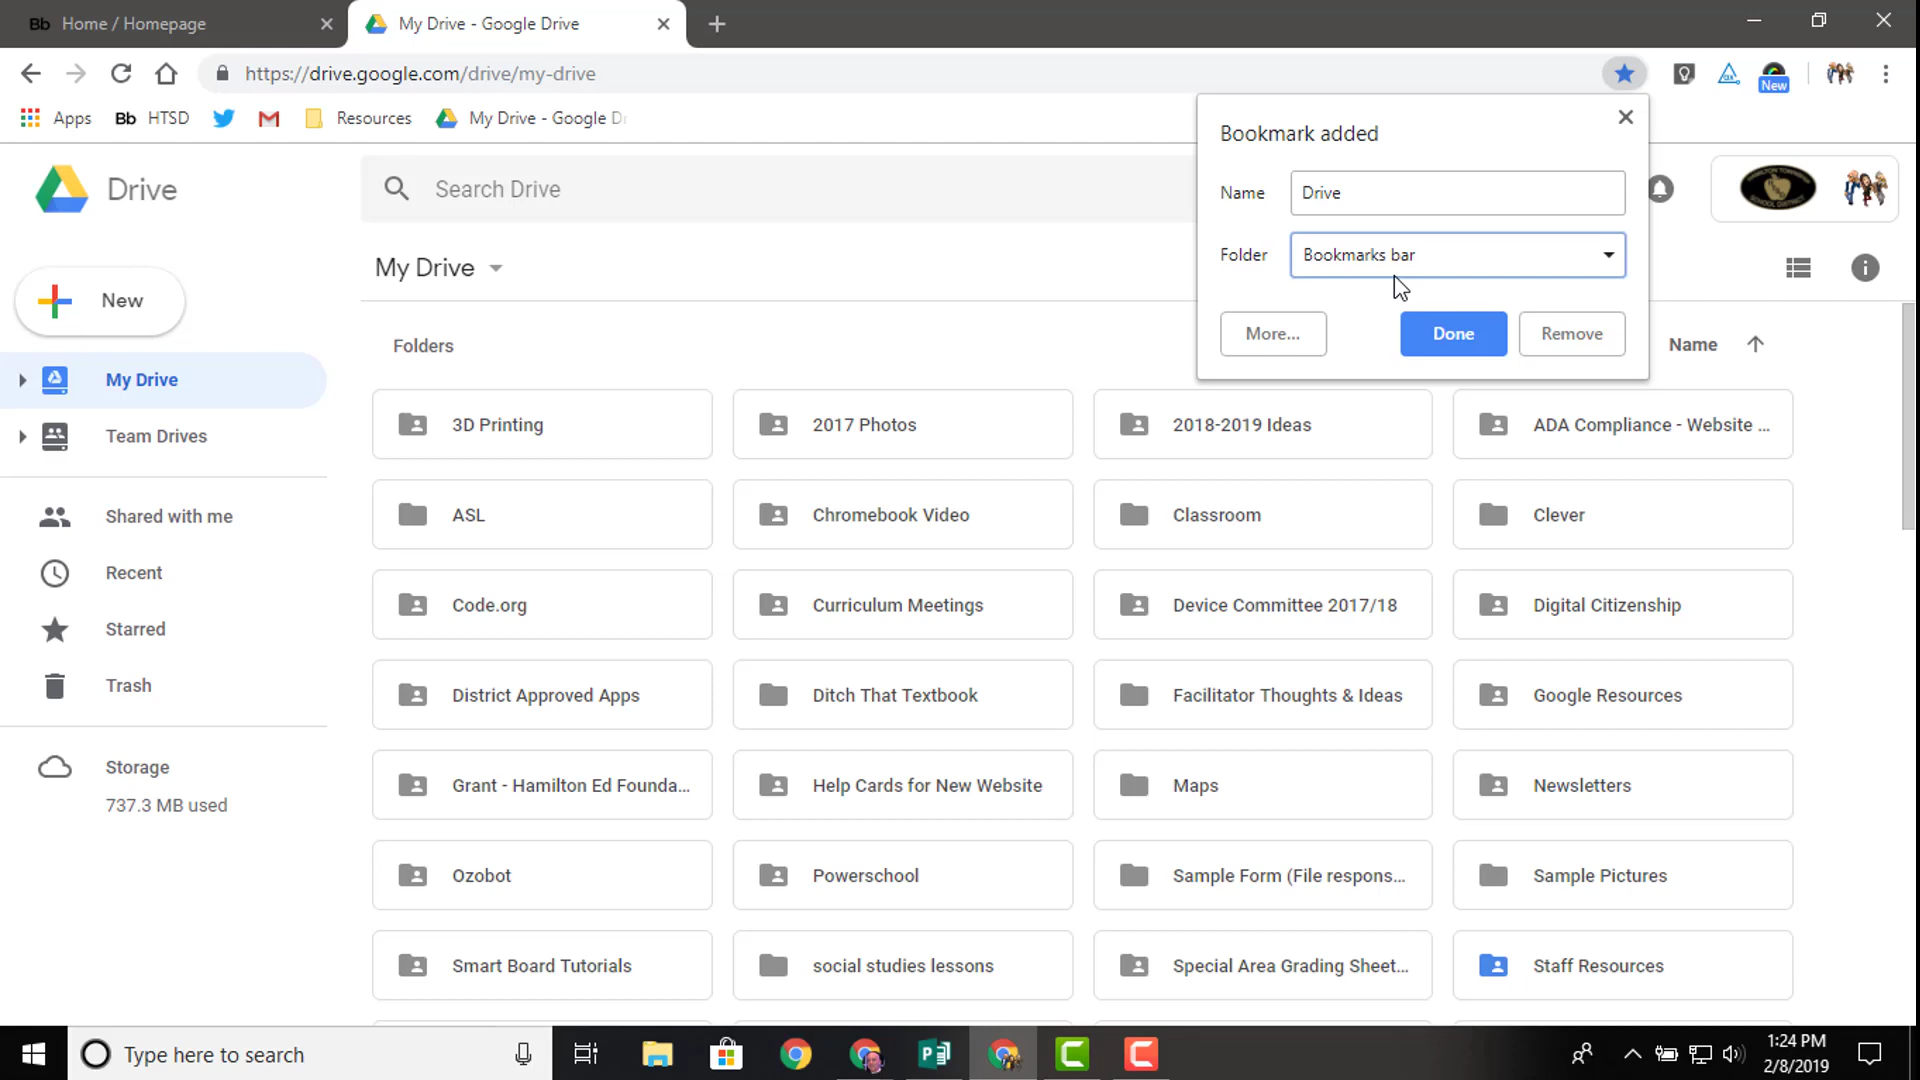 Bb Home / Homepage
My Drive - Google Drive
https://drive.google.com/drive/my-drive
New
Apps
Bb HTSD
Resources
My Drive - Google Dr
Bookmark added
Name Drive
Folder Bookmarks bar
More... Done Remove
Drive
Search Drive
My Drive
New
Folders
Name
My Drive
Team Drives
Shared with me
Recent
Starred
Trash
Storage
737.3 MB used
3D Printing
2017 Photos
2018-2019 Ideas
ADA Compliance - Website ...
ASL
Chromebook Video
Classroom
Clever
Code.org
Curriculum Meetings
Device Committee 2017/18
Digital Citizenship
District Approved Apps
Ditch That Textbook
Facilitator Thoughts & Ideas
Google Resources
Grant - Hamilton Ed Founda...
Help Cards for New Website
Maps
Newsletters
Ozobot
Powerschool
Sample Form (File respons...
Sample Pictures
Smart Board Tutorials
social studies lessons
Special Area Grading Sheet...
Staff Resources
Type here to search
1:24 PM
2/8/2019